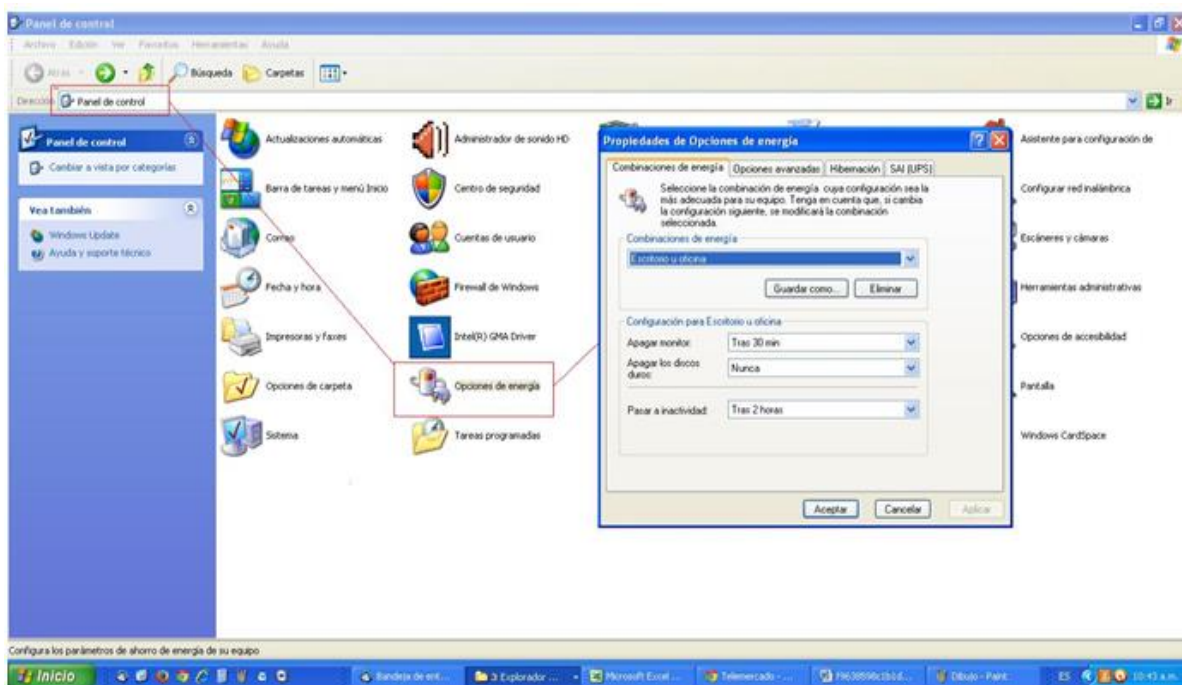 Panel de control
Archivo Edición Ver Favoritos Herramientas Ayuda
Atrás Búsqueda Carpetas
Dirección Panel de control Ir
Panel de control
Cambiar a vista por categorías
Vea también
Windows Update
Ayuda y soporte técnico
Actualizaciones automáticas
Administrador de sonido HD
Asistente para configuración de
Barra de tareas y menú Inicio
Centro de seguridad
Configurar red inalámbrica
Correo
Cuentas de usuario
Escáneres y cámaras
Fecha y hora
Firewall de Windows
Herramientas administrativas
Impresoras y faxes
Intel(R) GMA Driver
Opciones de accesibilidad
Opciones de carpeta
Opciones de energía
Pantalla
Sistema
Tareas programadas
Windows CardSpace
Propiedades de Opciones de energía
Combinaciones de energía Opciones avanzadas Hibernación SAI (UPS)
Seleccione la combinación de energía cuya configuración sea la
más adecuada para su equipo. Tenga en cuenta que, si cambia
la configuración siguiente, se modificará la combinación
seleccionada.
Combinaciones de energía
Escritorio u oficina
Guardar como... Eliminar
Configuración para Escritorio u oficina
Apagar monitor: Tras 30 min
Apagar los discos
duros: Nunca
Pasar a inactividad: Tras 2 horas
Aceptar Cancelar Aplicar
Configura los parámetros de ahorro de energía de su equipo
Inicio Bandeja de ent... 3 Explorador ... Microsoft Excel ... Telemercado - ... Dibujo - Paint ES 10:43 a.m.